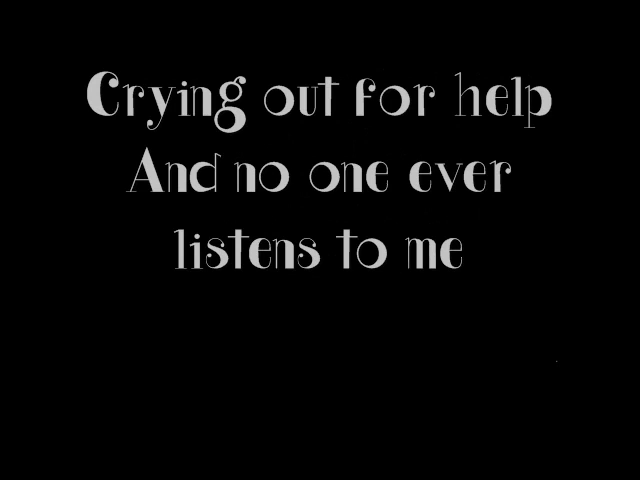 Crying out for help
And no one ever
listens to me